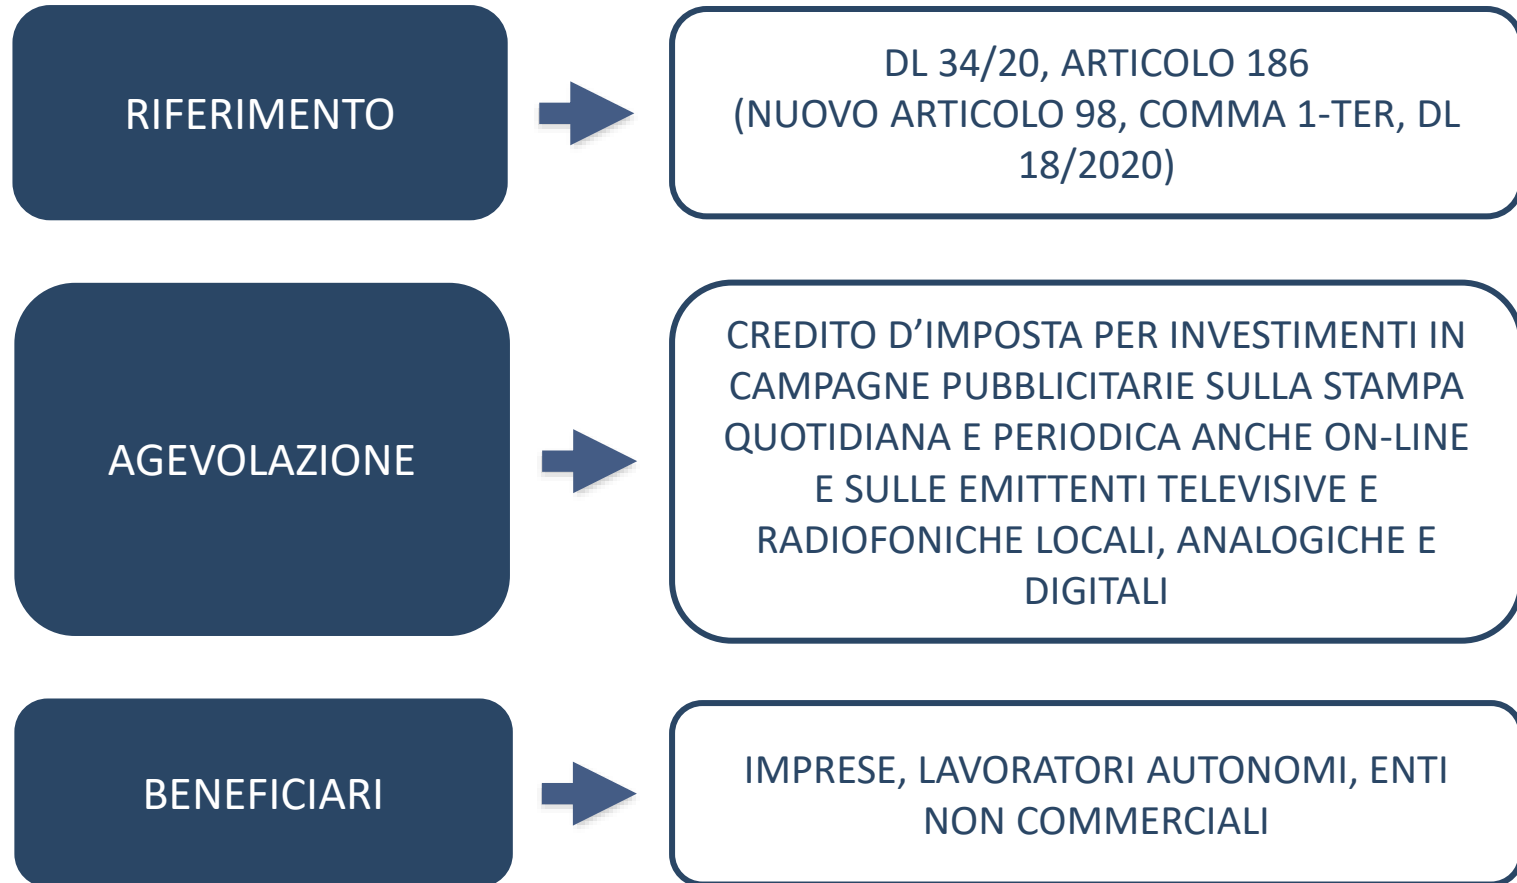 RIFERIMENTO
DL 34/20, ARTICOLO 186
(NUOVO ARTICOLO 98, COMMA 1-TER, DL
18/2020)
AGEVOLAZIONE
CREDITO D’IMPOSTA PER INVESTIMENTI IN
CAMPAGNE PUBBLICITARIE SULLA STAMPA
QUOTIDIANA E PERIODICA ANCHE ON-LINE
E SULLE EMITTENTI TELEVISIVE E
RADIOFONICHE LOCALI, ANALOGICHE E
DIGITALI
BENEFICIARI
IMPRESE, LAVORATORI AUTONOMI, ENTI
NON COMMERCIALI